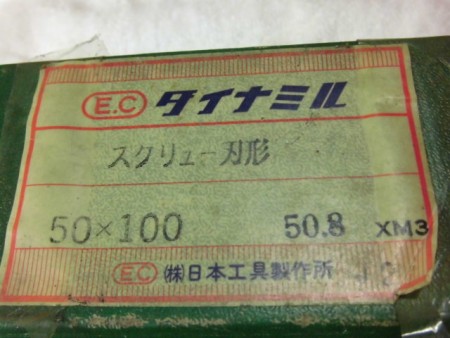 E.C ダイナミル
スクリュー刃形
50×100 50.8 XM3
E.C ㈱日本工具製作所